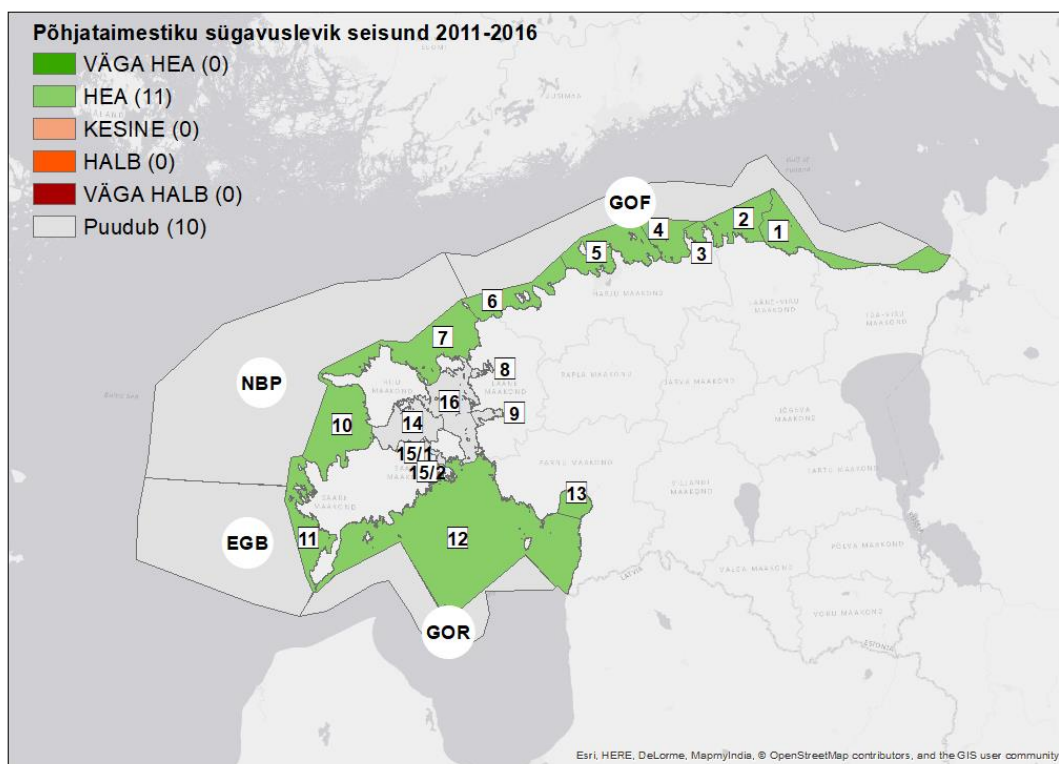 Põhjataimestiku sügavuslevik seisund 2011-2016
VÄGA HEA (0)
HEA (11)
KESINE (0)
HALB (0)
VÄGA HALB (0)
Puudub (10)
GOF
2
4
1
3
5
HARJU MAAKOND
6
LÄÄNE-VIRU
MAAKOND
IDA-VIRU
MAAKOND
7
8
NBP
HIIU
MAAKOND
LÄÄNE
MAAKOND
RAPLA MAAKOND
JÄRVA MAAKOND
16
9
10
14
JÕGEVA
MAAKOND
15/1
15/2
PÄRNU MAAKOND
TARTU MAAKOND
SAARE
MAAKOND
VILJANDI
MAAKOND
13
EGB
11
12
PÕLVA MAAKOND
VALGA MAAKOND
LATVIA
VÕRU MAAKOND
GOR
ESTONIA
Esri, HERE, DeLorme, MapmyIndia, © OpenStreetMap contributors, and the GIS user community